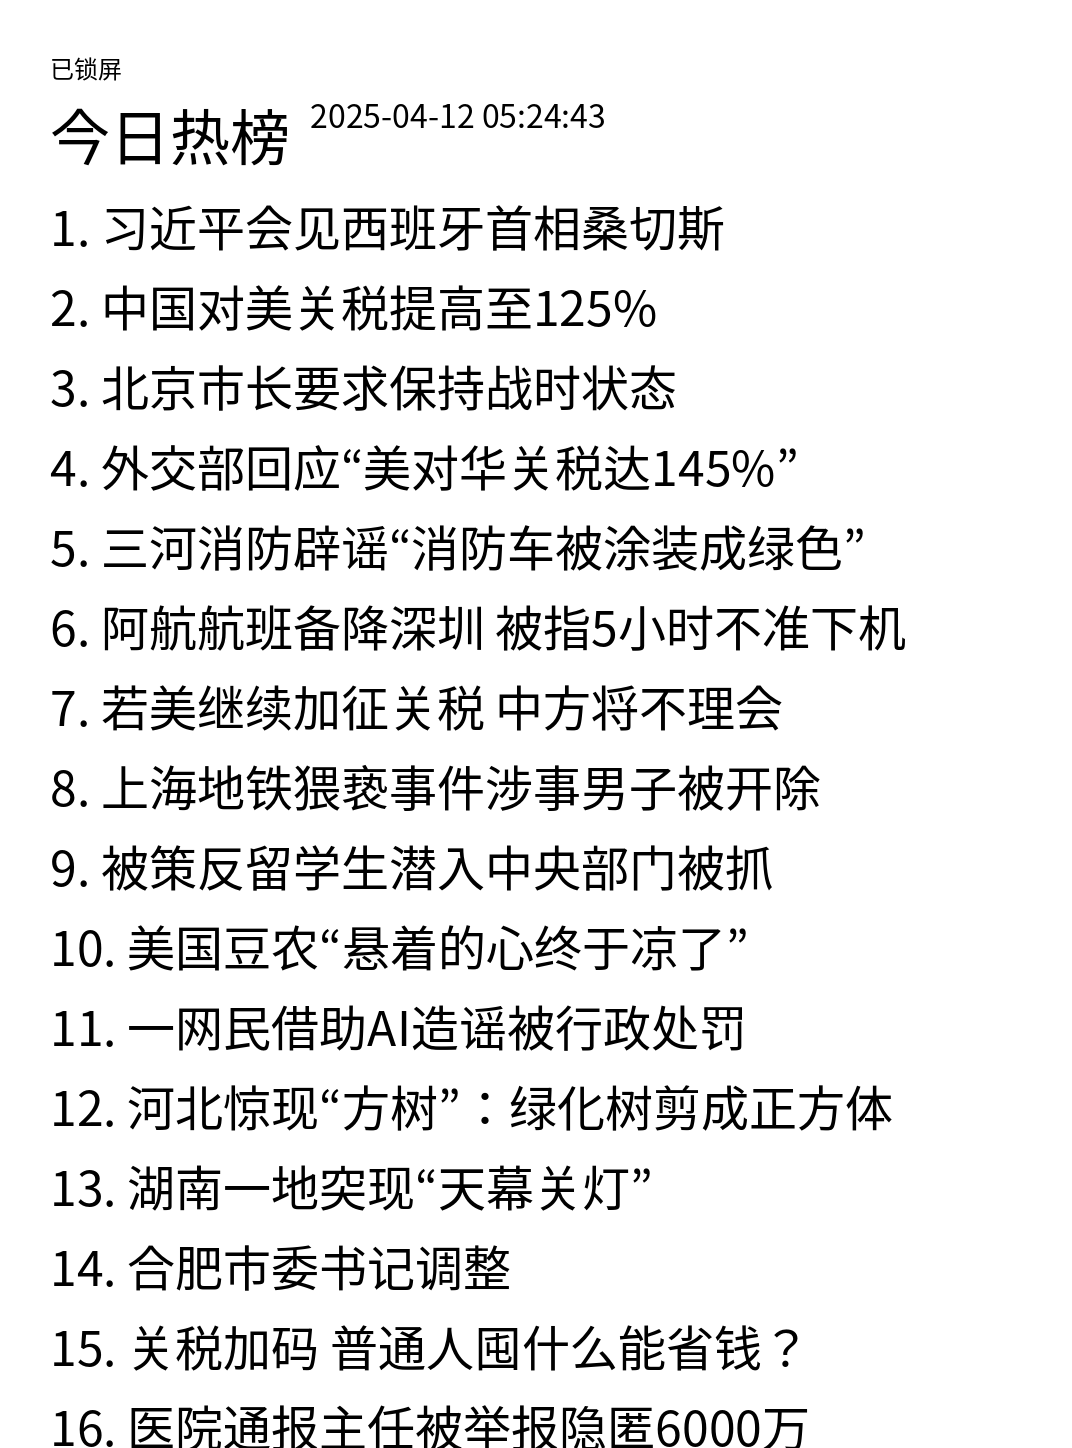 已锁屏
今日热榜 2025-04-12 05:24:43
1. 习近平会见西班牙首相桑切斯
2. 中国对美关税提高至125%
3. 北京市长要求保持战时状态
4. 外交部回应“美对华关税达145%”
5. 三河消防辟谣“消防车被涂装成绿色”
6. 阿航航班备降深圳 被指5小时不准下机
7. 若美继续加征关税 中方将不理会
8. 上海地铁猥亵事件涉事男子被开除
9. 被策反留学生潜入中央部门被抓
10. 美国豆农“悬着的心终于凉了”
11. 一网民借助AI造谣被行政处罚
12. 河北惊现“方树”：绿化树剪成正方体
13. 湖南一地突现“天幕关灯”
14. 合肥市委书记调整
15. 关税加码 普通人囤什么能省钱？
16. 医院通报主任被举报隐匿6000万